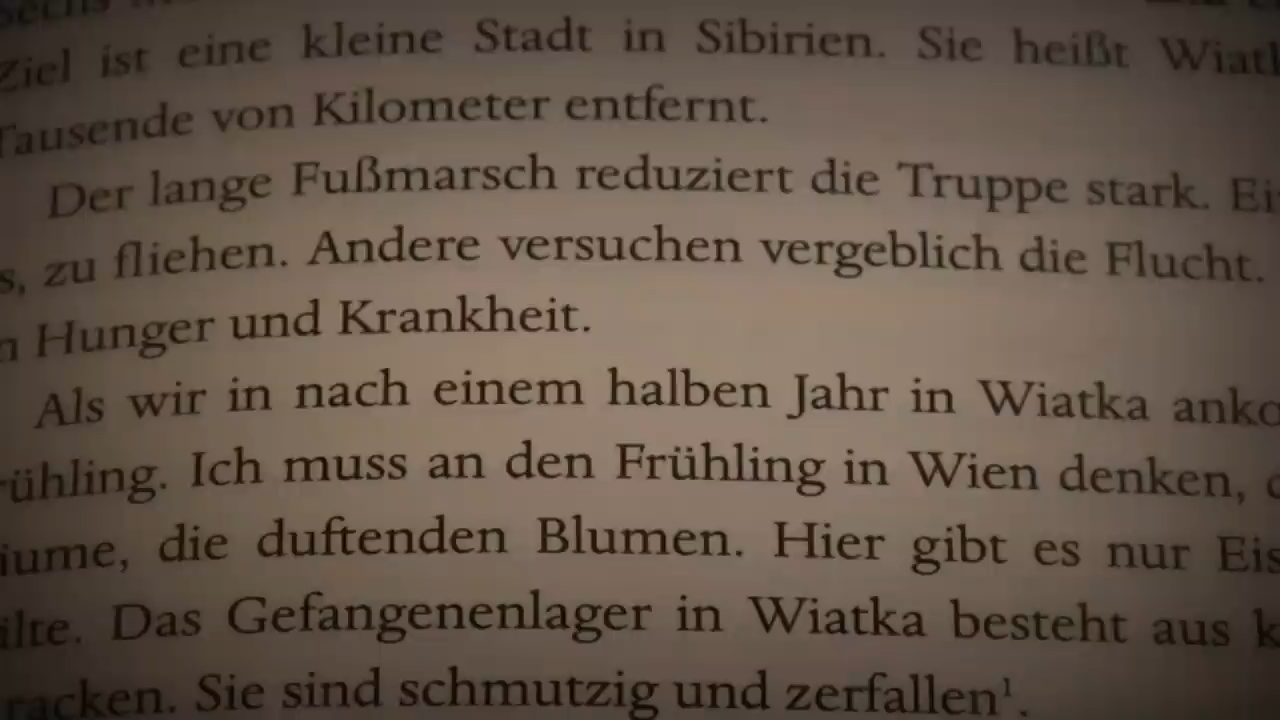 Ziel ist eine kleine Stadt in Sibirien. Sie heißt
Tausende von Kilometer entfernt.
Der lange Fußmarsch reduziert die Truppe stark.
zu fliehen. Andere versuchen vergeblich die Flucht.
Hunger und Krankheit.
Als wir in nach einem halben Jahr in Wiatka
Ich muss an den Frühling in Wien denken,
die duftenden Blumen. Hier gibt es nur
Das Gefangenenlager in Wiatka besteht aus
Sie sind schmutzig und zerfallen¹.